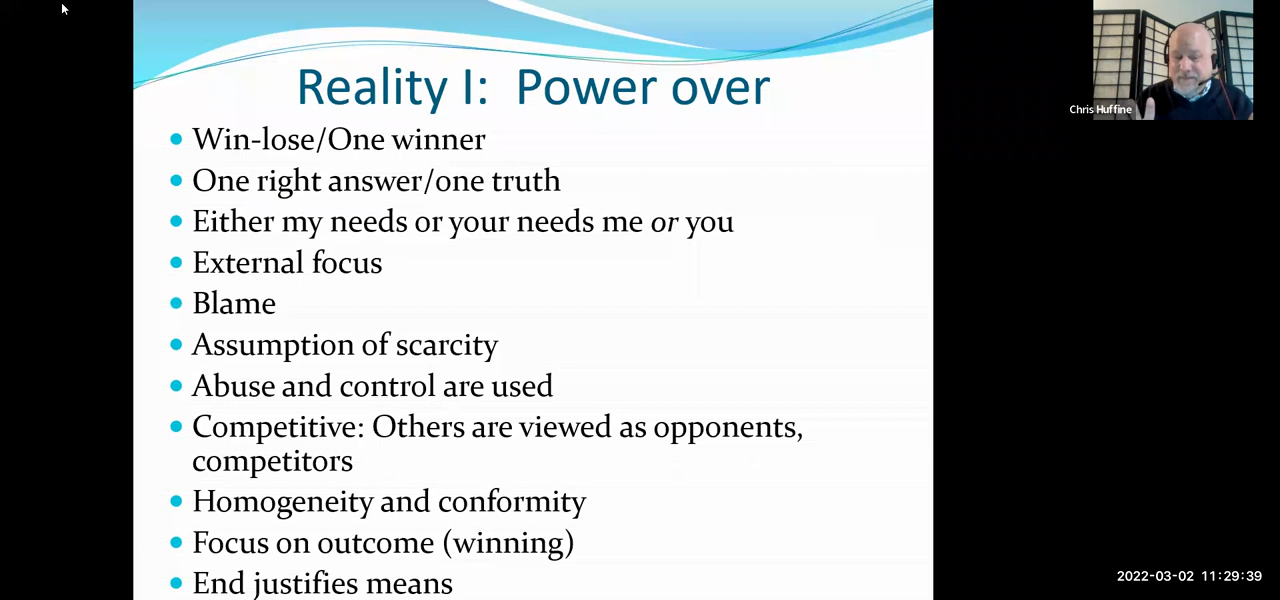 Reality I: Power over
Win-lose/One winner
One right answer/one truth
Either my needs or your needs me or you
External focus
Blame
Assumption of scarcity
Abuse and control are used
Competitive: Others are viewed as opponents,
competitors
Homogeneity and conformity
Focus on outcome (winning)
End justifies means
Chris Huffine
2022-03-02 11:29:39